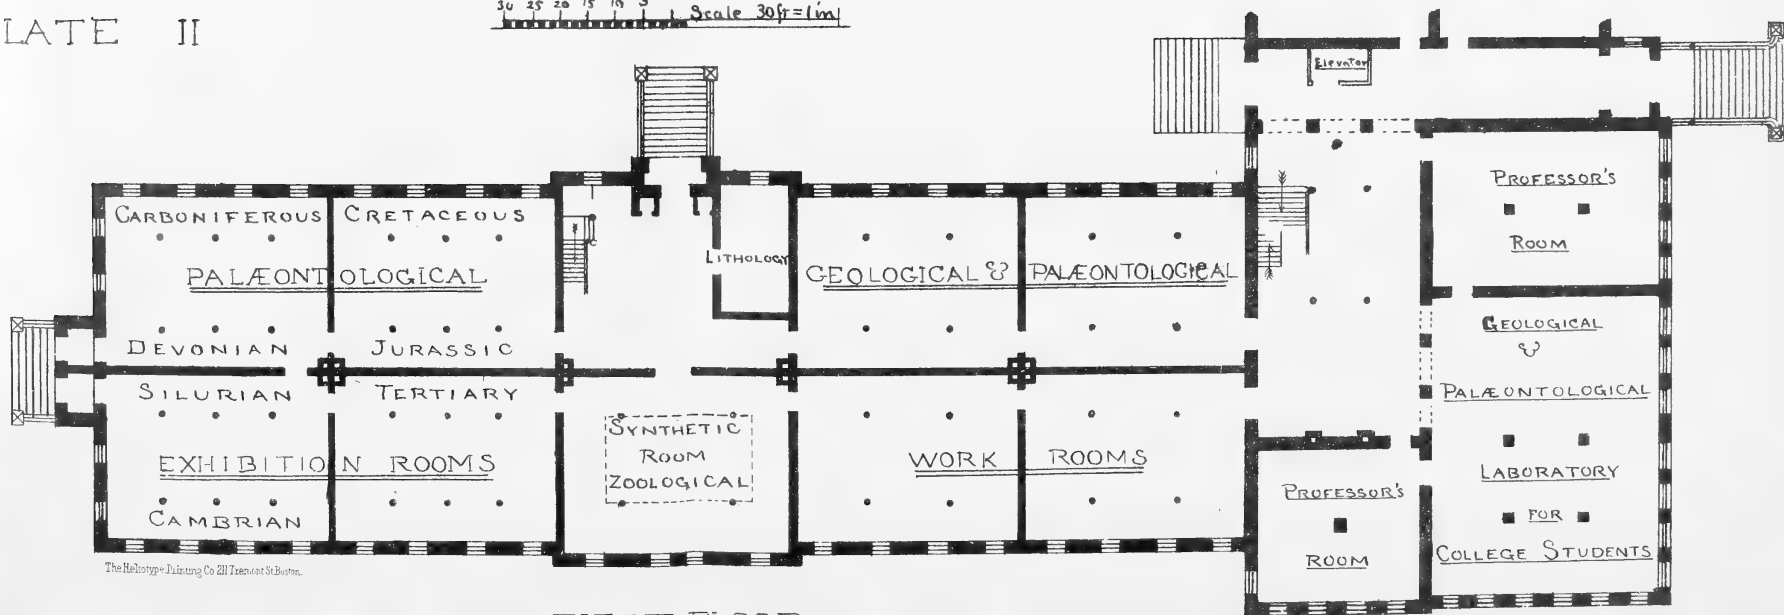 LATE II
30 25 20 15 10 5
Scale 30ft=1in
Elevator
PROFESSOR'S
ROOM
CARBONIFEROUS
CRETACEOUS
LITHOLOGY
PALÆONTOLOGICAL
GEOLOGICAL & PALÆONTOLOGICAL
DEVONIAN
JURASSIC
GEOLOGICAL
&
PALÆONTOLOGICAL
LABORATORY
FOR
COLLEGE STUDENTS
SILURIAN
TERTIARY
SYNTHETIC
ROOM
ZOOLOGICAL
EXHIBITION ROOMS
WORK ROOMS
CAMBRIAN
PROFESSOR'S
ROOM
The Heliotype Printing Co 211 Tremont St Boston.
FLOOR